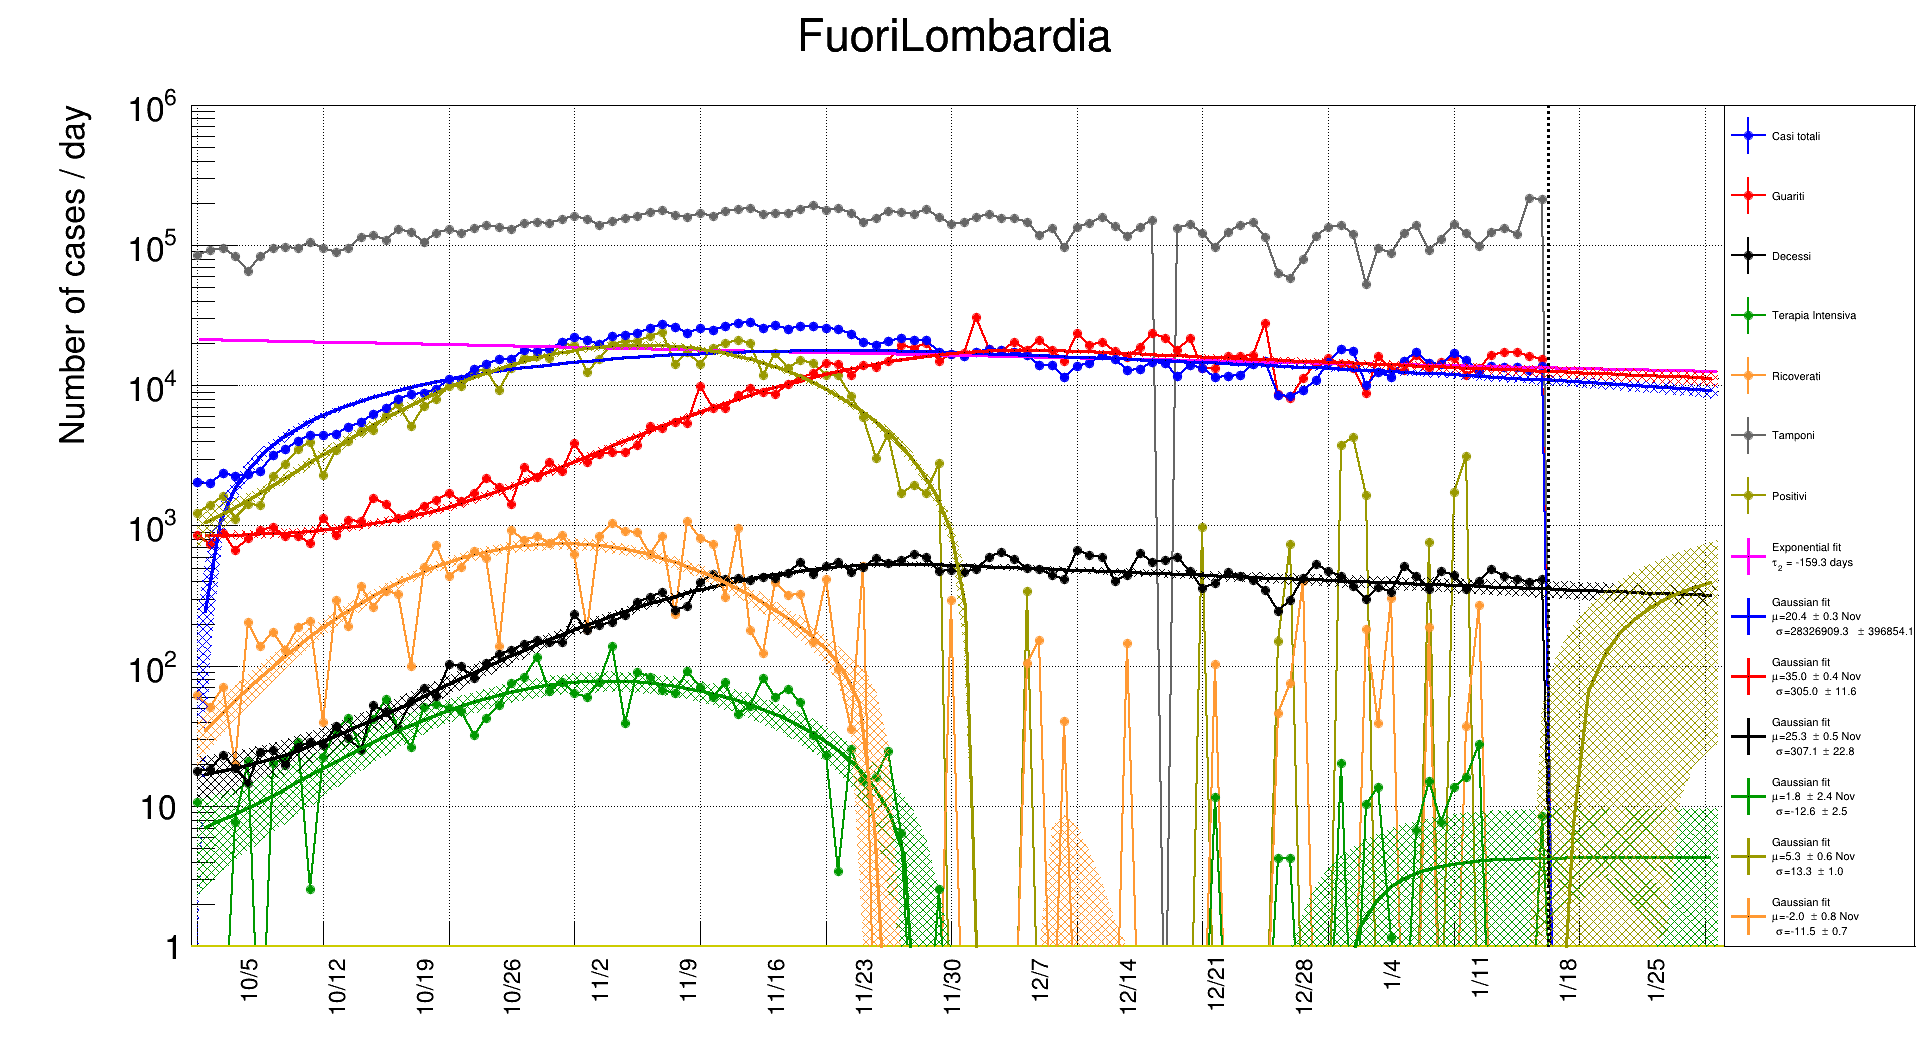 FuoriLombardia
Number of cases / day
10^6
10^5
10^4
10^3
10^2
10
1
10/5
10/12
10/19
10/26
11/2
11/9
11/16
11/23
11/30
12/7
12/14
12/21
12/28
1/4
1/11
1/18
1/25
Casi totali
Guariti
Decessi
Terapia Intensiva
Ricoverati
Tamponi
Positivi
Exponential fit
τ_2 = -159.3 days
Gaussian fit
μ=20.4 ± 0.3 Nov
σ=28326909.3 ± 396854.1
Gaussian fit
μ=35.0 ± 0.4 Nov
σ=305.0 ± 11.6
Gaussian fit
μ=25.3 ± 0.5 Nov
σ=307.1 ± 22.8
Gaussian fit
μ=1.8 ± 2.4 Nov
σ=-12.6 ± 2.5
Gaussian fit
μ=5.3 ± 0.6 Nov
σ=13.3 ± 1.0
Gaussian fit
μ=-2.0 ± 0.8 Nov
σ=-11.5 ± 0.7